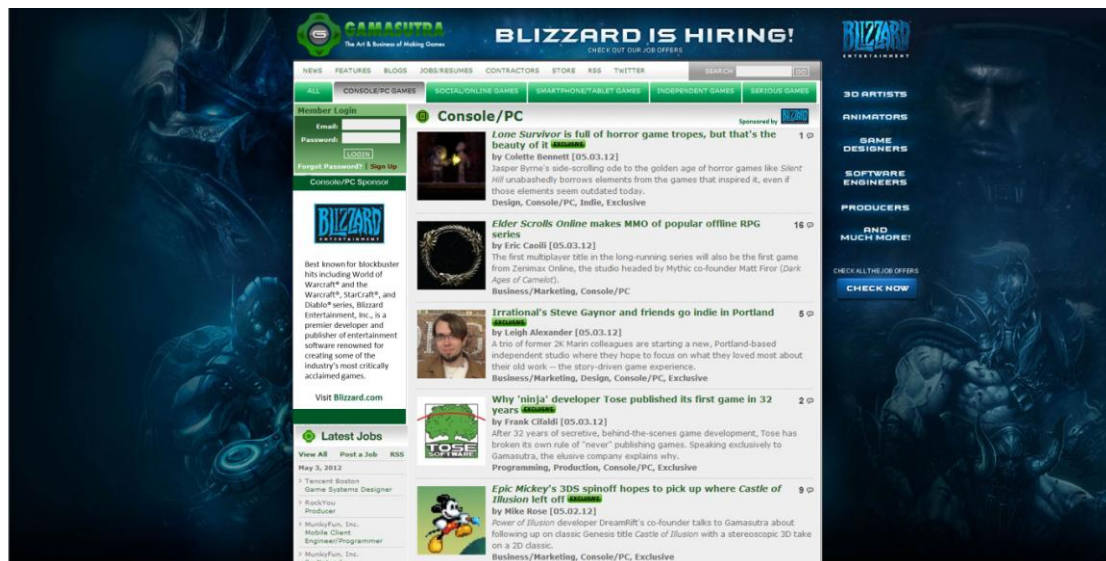 GAMASUTRA
The Art & Business of Making Games
BLIZZARD IS HIRING!
CHECK OUT OUR JOB OFFERS
NEWS FEATURES BLOGS JOBS/RESUMES CONTRACTORS STORE RSS TWITTER SEARCH GO
ALL CONSOLE/PC GAMES SOCIAL/ONLINE GAMES SMARTPHONE/TABLET GAMES INDEPENDENT GAMES SERIOUS GAMES
Member Login
Email:
Password:
LOGIN
Forgot Password? | Sign Up
Console/PC Sponsor
BLIZZARD
ENTERTAINMENT
Best known for blockbuster
hits including World of
Warcraft® and the
Warcraft®, StarCraft®, and
Diablo® series, Blizzard
Entertainment, Inc., is a
premier developer and
publisher of entertainment
software renowned for
creating some of the
industry's most critically
acclaimed games.
Visit Blizzard.com
Latest Jobs
View All Post a Job RSS
May 3, 2012
> Tencent Boston
Game Systems Designer
> RockYou
Producer
> MunkyFun, Inc.
Mobile Client
Engineer/Programmer
> MunkyFun, Inc.
Console/PC
Sponsored by BLIZZARD
Lone Survivor is full of horror game tropes, but that's the 1
beauty of it EXCLUSIVE
by Colette Bennett [05.03.12]
Jasper Byrne's side-scrolling ode to the golden age of horror games like Silent
Hill unabashedly borrows elements from the games that inspired it, even if
those elements seem outdated today.
Design, Console/PC, Indie, Exclusive
Elder Scrolls Online makes MMO of popular offline RPG 16
series
by Eric Caoili [05.03.12]
The first multiplayer title in the long-running series will also be the first game
from Zenimax Online, the studio headed by Mythic co-founder Matt Firor (Dark
Ages of Camelot).
Business/Marketing, Console/PC
Irrational's Steve Gaynor and friends go indie in Portland 5
EXCLUSIVE
by Leigh Alexander [05.03.12]
A trio of former 2K Marin colleagues are starting a new, Portland-based
independent studio where they hope to focus on what they loved most about
their old work -- the story-driven game experience.
Business/Marketing, Design, Console/PC, Exclusive
TOSE
SOFTWARE
Why 'ninja' developer Tose published its first game in 32 2
years EXCLUSIVE
by Frank Cifaldi [05.03.12]
After 32 years of secretive, behind-the-scenes game development, Tose has
broken its own rule of "never" publishing games. Speaking exclusively to
Gamasutra, the elusive company explains why.
Programming, Production, Console/PC, Exclusive
Epic Mickey's 3DS spinoff hopes to pick up where Castle of 9
Illusion left off EXCLUSIVE
by Mike Rose [05.02.12]
Power of Illusion developer DreamRift's co-founder talks to Gamasutra about
following up on classic Genesis title Castle of Illusion with a stereoscopic 3D take
on a 2D classic.
Business/Marketing, Console/PC, Exclusive
BLIZZARD
ENTERTAINMENT
3D ARTISTS
ANIMATORS
GAME
DESIGNERS
SOFTWARE
ENGINEERS
PRODUCERS
AND
MUCH MORE!
CHECK ALL THE JOB OFFERS
CHECK NOW